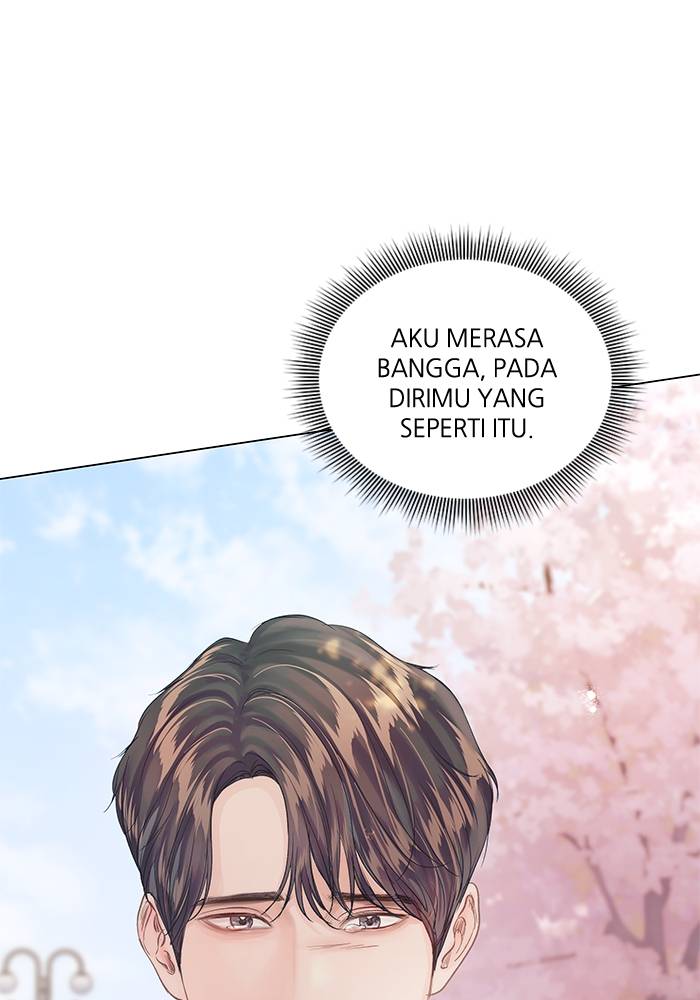 AKU MERASA
BANGGA, PADA
DIRIMU YANG
SEPERTI ITU.